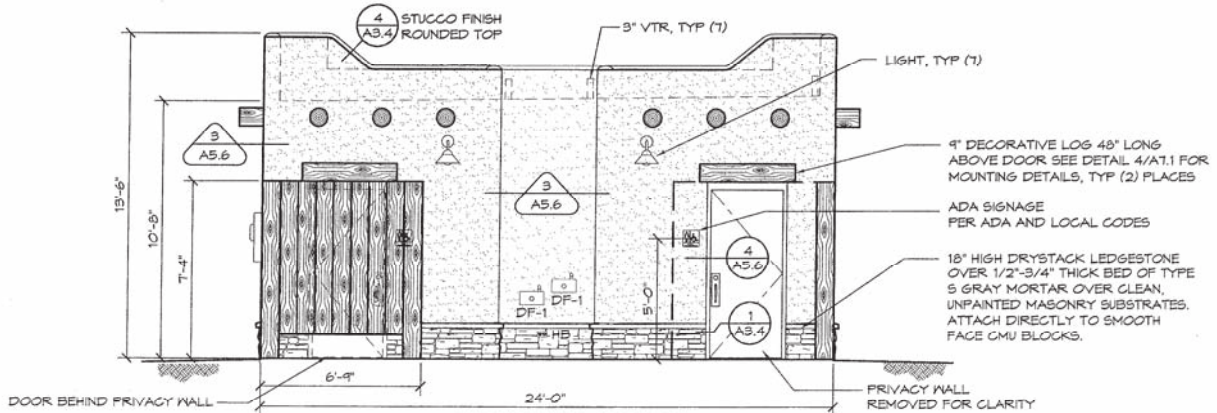 4
A3.4
STUCCO FINISH
ROUNDED TOP
3" VTR, TYP (7)
LIGHT, TYP (7)
3
A5.6
9" DECORATIVE LOG 48" LONG
ABOVE DOOR SEE DETAIL 4/A7.1 FOR
MOUNTING DETAILS, TYP (2) PLACES
3
A5.6
ADA SIGNAGE
PER ADA AND LOCAL CODES
13'-6"
10'-8"
7'-4"
4
A5.6
18" HIGH DRYSTACK LEDGESTONE
OVER 1/2"-3/4" THICK BED OF TYPE
S GRAY MORTAR OVER CLEAN,
UNPAINTED MASONRY SUBSTRATES.
ATTACH DIRECTLY TO SMOOTH
FACE CMU BLOCKS.
DF-1
DF-1
5'-0"
1
A3.4
HB
6'-9"
DOOR BEHIND PRIVACY WALL
24'-0"
PRIVACY WALL
REMOVED FOR CLARITY